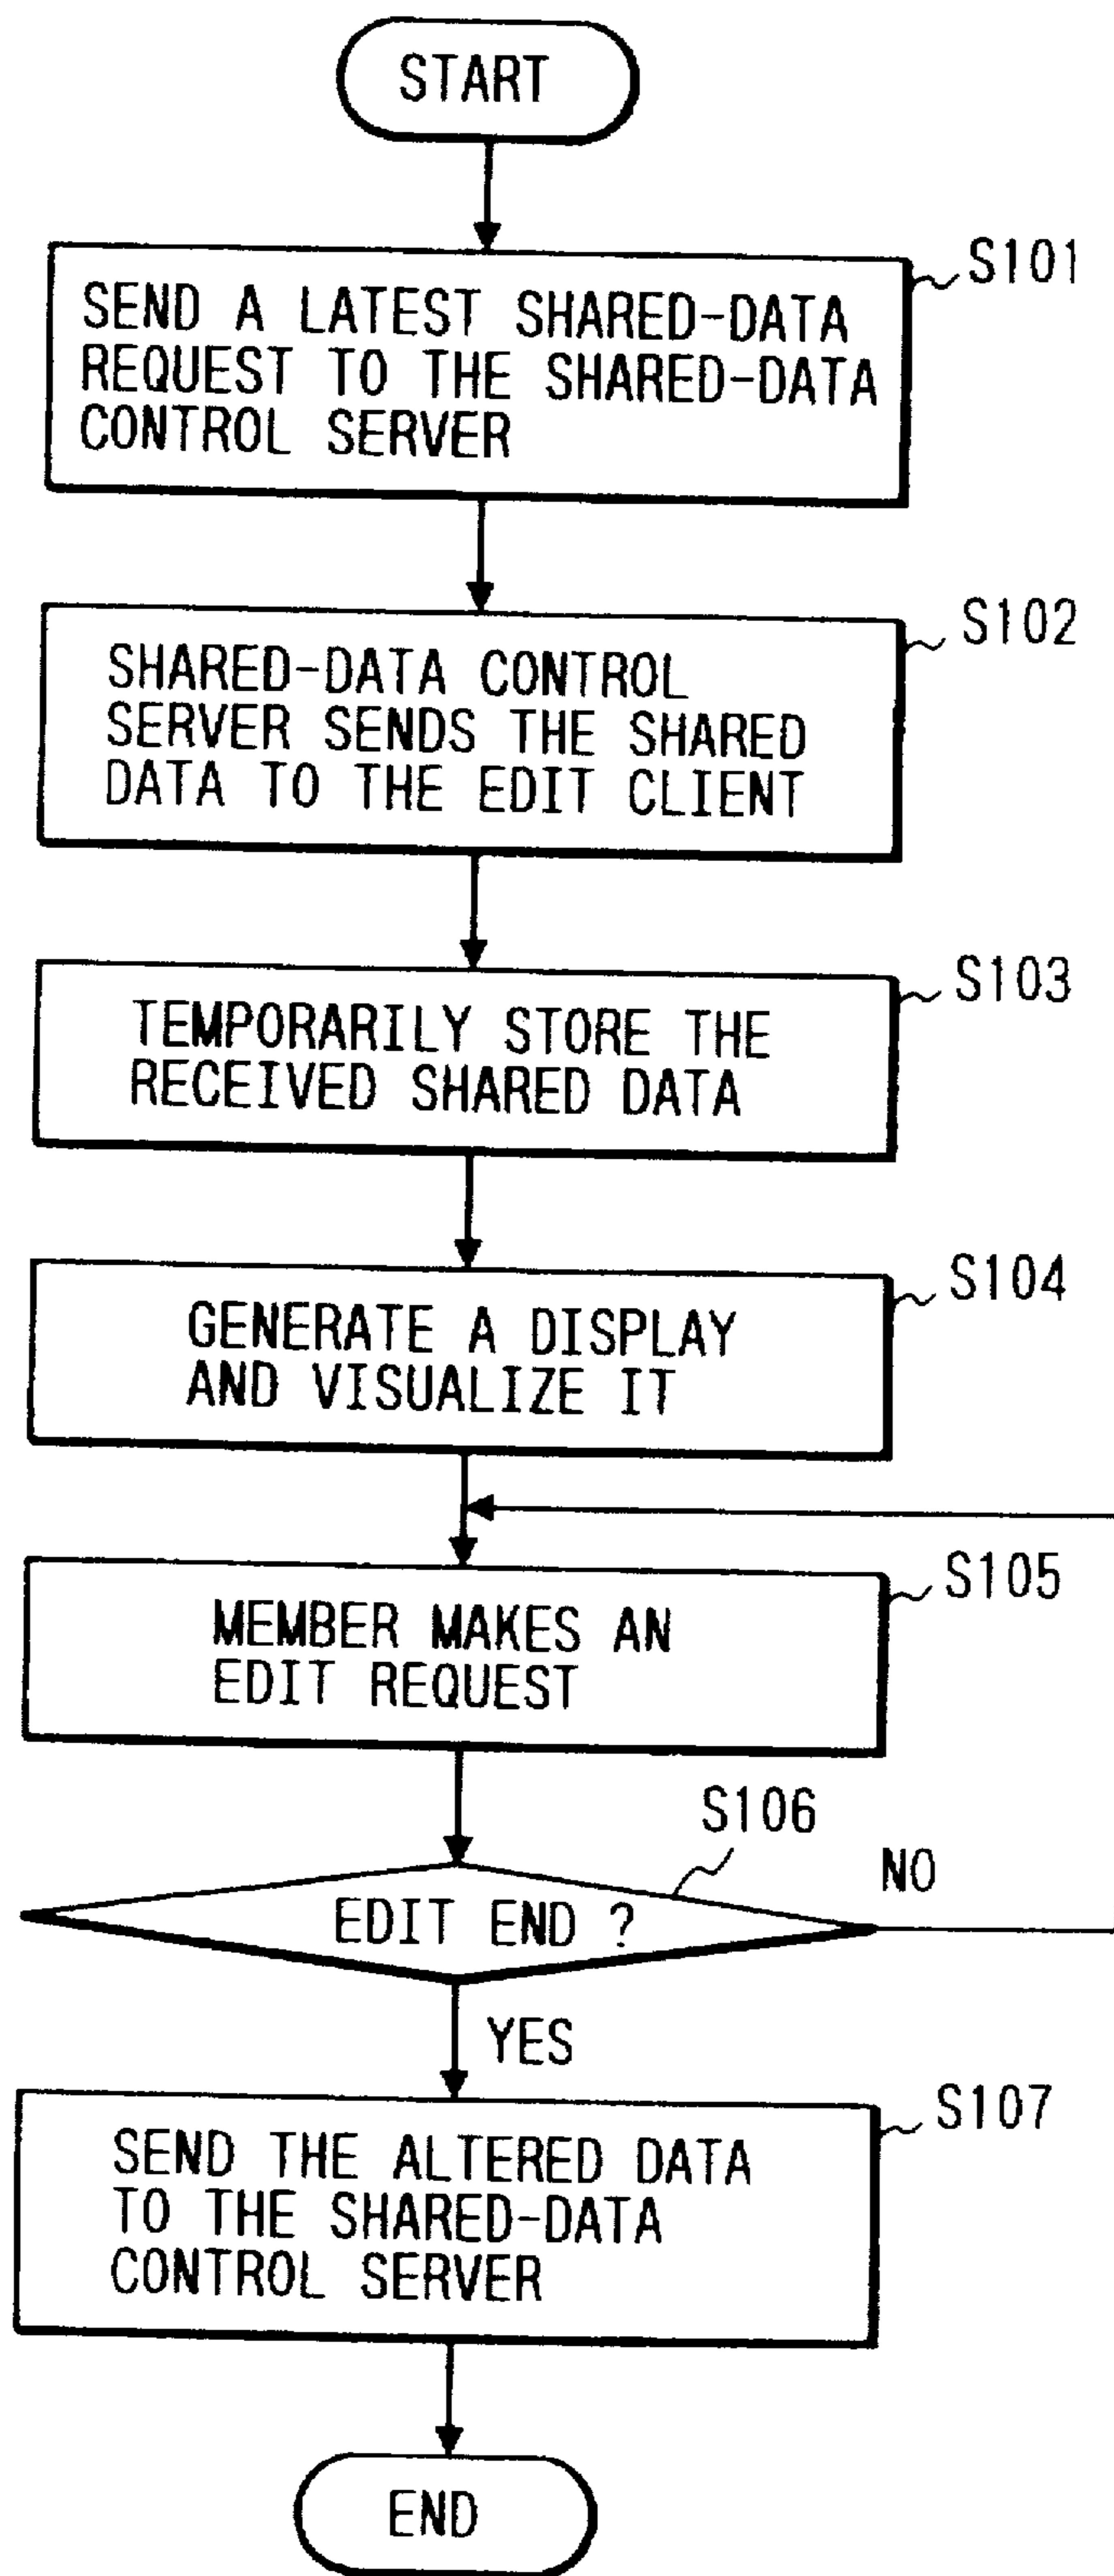 START
S101
SEND A LATEST SHARED-DATA
REQUEST TO THE SHARED-DATA
CONTROL SERVER
S102
SHARED-DATA CONTROL
SERVER SENDS THE SHARED
DATA TO THE EDIT CLIENT
S103
TEMPORARILY STORE THE
RECEIVED SHARED DATA
S104
GENERATE A DISPLAY
AND VISUALIZE IT
S105
MEMBER MAKES AN
EDIT REQUEST
S106
NO
EDIT END ?
YES
S107
SEND THE ALTERED DATA
TO THE SHARED-DATA
CONTROL SERVER
END